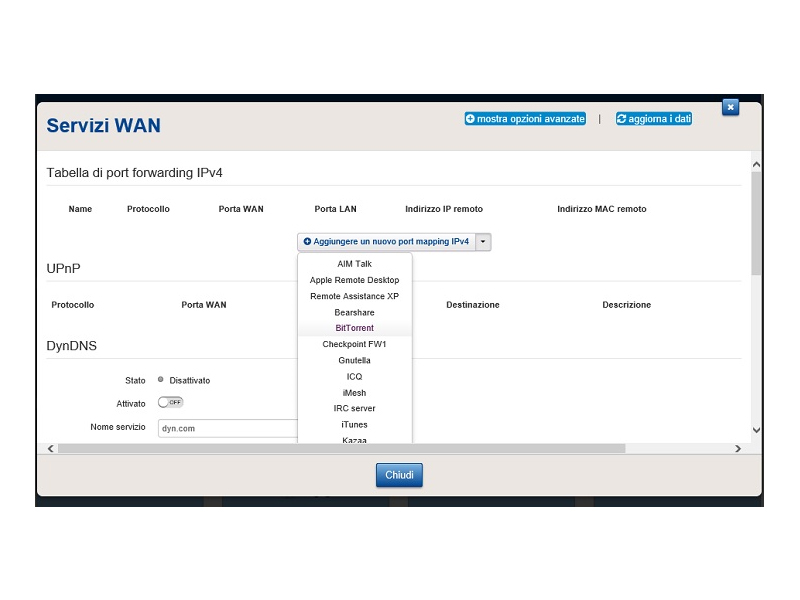 Servizi WAN
mostra opzioni avanzate | aggiorna i dati
Tabella di port forwarding IPv4
Name Protocollo Porta WAN Porta LAN Indirizzo IP remoto Indirizzo MAC remoto
Aggiungere un nuovo port mapping IPv4
AIM Talk
Apple Remote Desktop
Remote Assistance XP
Bearshare
BitTorrent
Checkpoint FW1
Gnutella
ICQ
iMesh
IRC server
iTunes
Kazaa
UPnP
Protocollo Porta WAN Destinazione Descrizione
DynDNS
Stato Disattivato
Attivato OFF
Nome servizio dyn.com
Chiudi